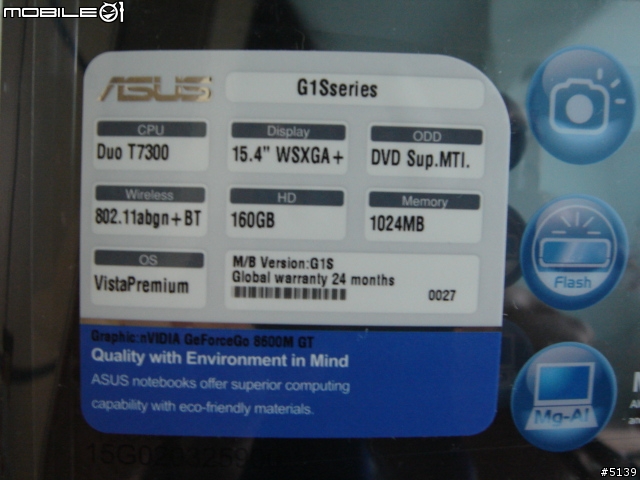 MOBILE01
ASUS
G1Sseries
CPU
Display
ODD
Duo T7300
15.4" WSXGA+
DVD Sup.MTI.
Wireless
HD
Memory
802.11abgn+BT
160GB
1024MB
OS
VistaPremium
M/B Version:G1S
Global warranty 24 months
0027
Graphic:nVIDIA GeForceGo 8600M GT
Quality with Environment in Mind
ASUS notebooks offer superior computing
capability with eco-friendly materials.
Flash
Mg-Al
#5139